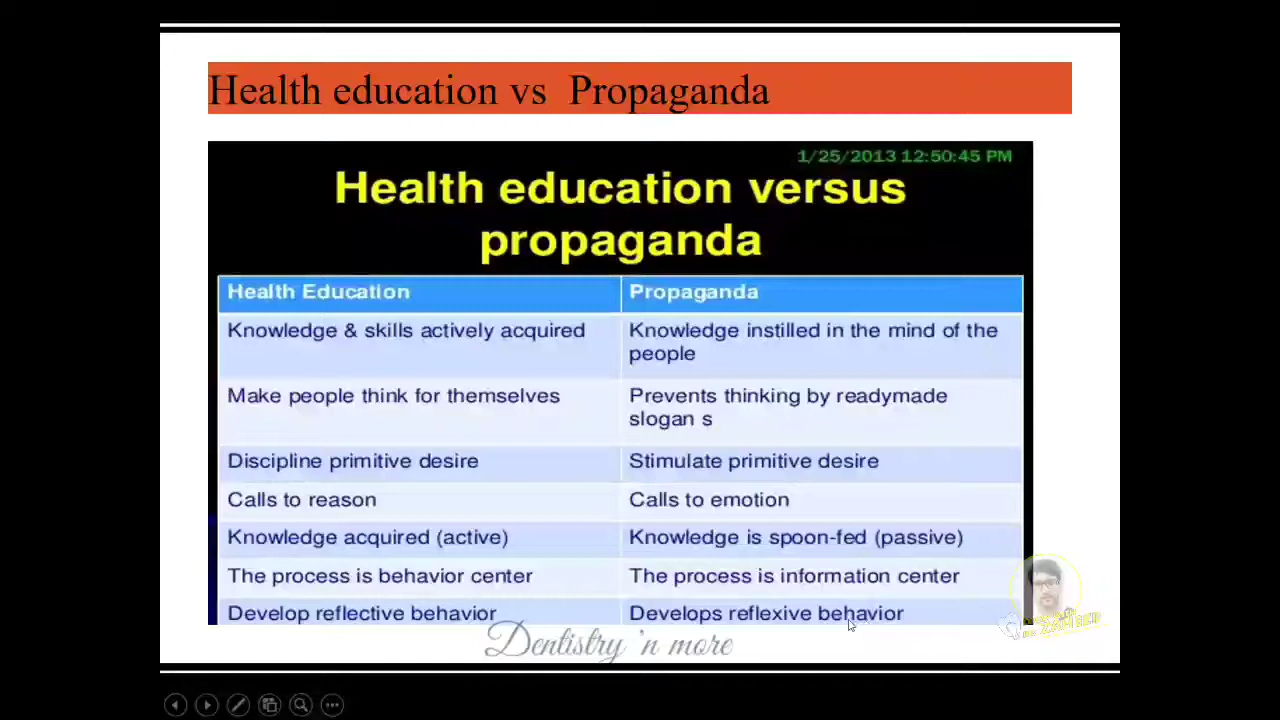 Health education vs Propaganda
1/25/2013 12:50:45 PM
Health education versus
propaganda
Health Education
Propaganda
Knowledge & skills actively acquired
Knowledge instilled in the mind of the
people
Make people think for themselves
Prevents thinking by readymade
slogan s
Discipline primitive desire
Stimulate primitive desire
Calls to reason
Calls to emotion
Knowledge acquired (active)
Knowledge is spoon-fed (passive)
The process is behavior center
The process is information center
Develop reflective behavior
Develops reflexive behavior
Dentistry 'n more